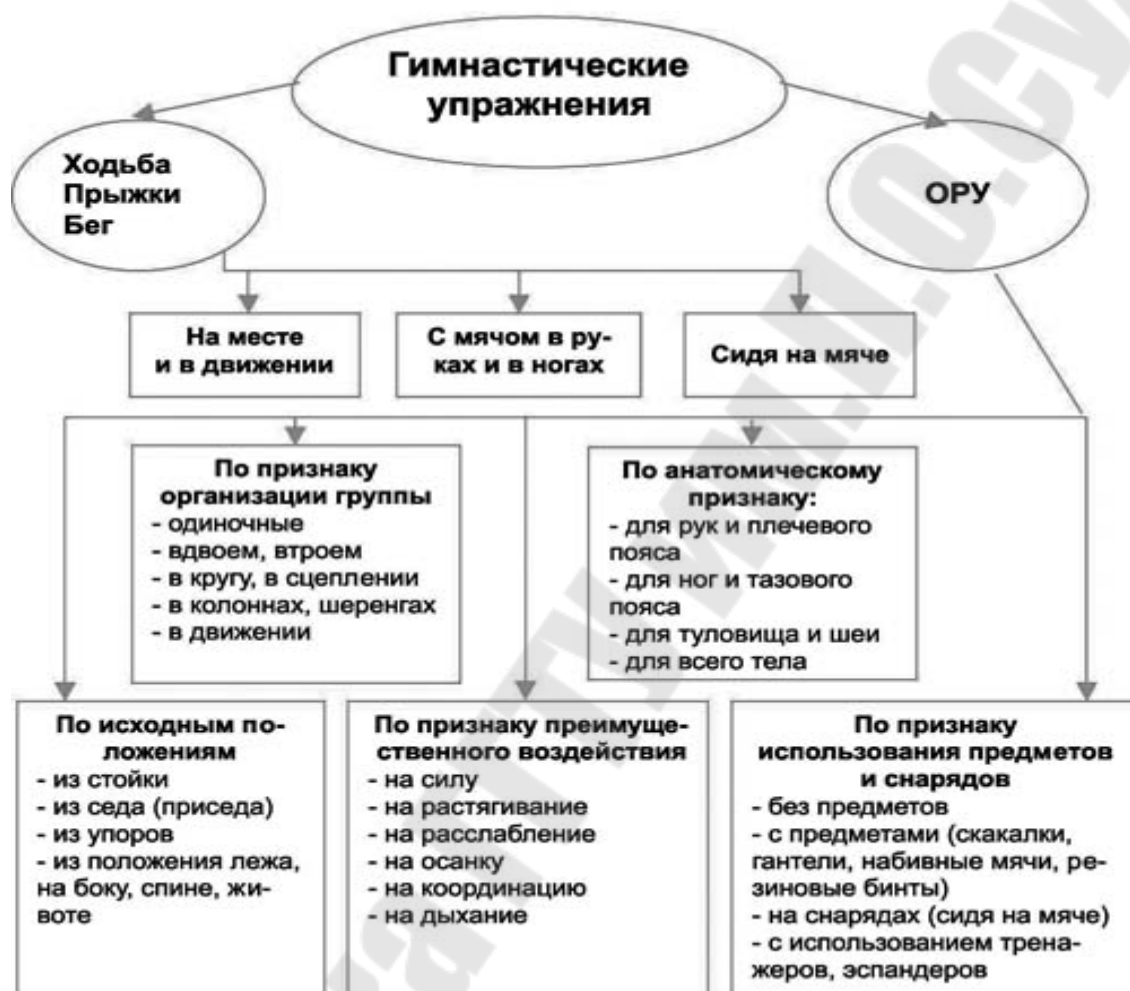 Гимнастические
упражнения
Ходьба
Прыжки
Бег
ОРУ
На месте
и в движении
С мячом в ру-
ках и в ногах
Сидя на мяче
По признаку
организации группы
- одиночные
- вдвоем, втроем
- в кругу, в сцеплении
- в колоннах, шеренгах
- в движении
По анатомическому
признаку:
- для рук и плечевого
пояса
- для ног и тазового
пояса
- для туловища и шеи
- для всего тела
По исходным по-
ложениям
- из стойки
- из седа (приседа)
- из упоров
- из положения лежа,
на боку, спине, жи-
воте
По признаку преимуще-
ственного воздействия
- на силу
- на растягивание
- на расслабление
- на осанку
- на координацию
- на дыхание
По признаку
использования предметов
и снарядов
- без предметов
- с предметами (скакалки,
гантели, набивные мячи, ре-
зиновые бинты)
- на снарядах (сидя на мяче)
- с использованием трена-
жеров, эспандеров